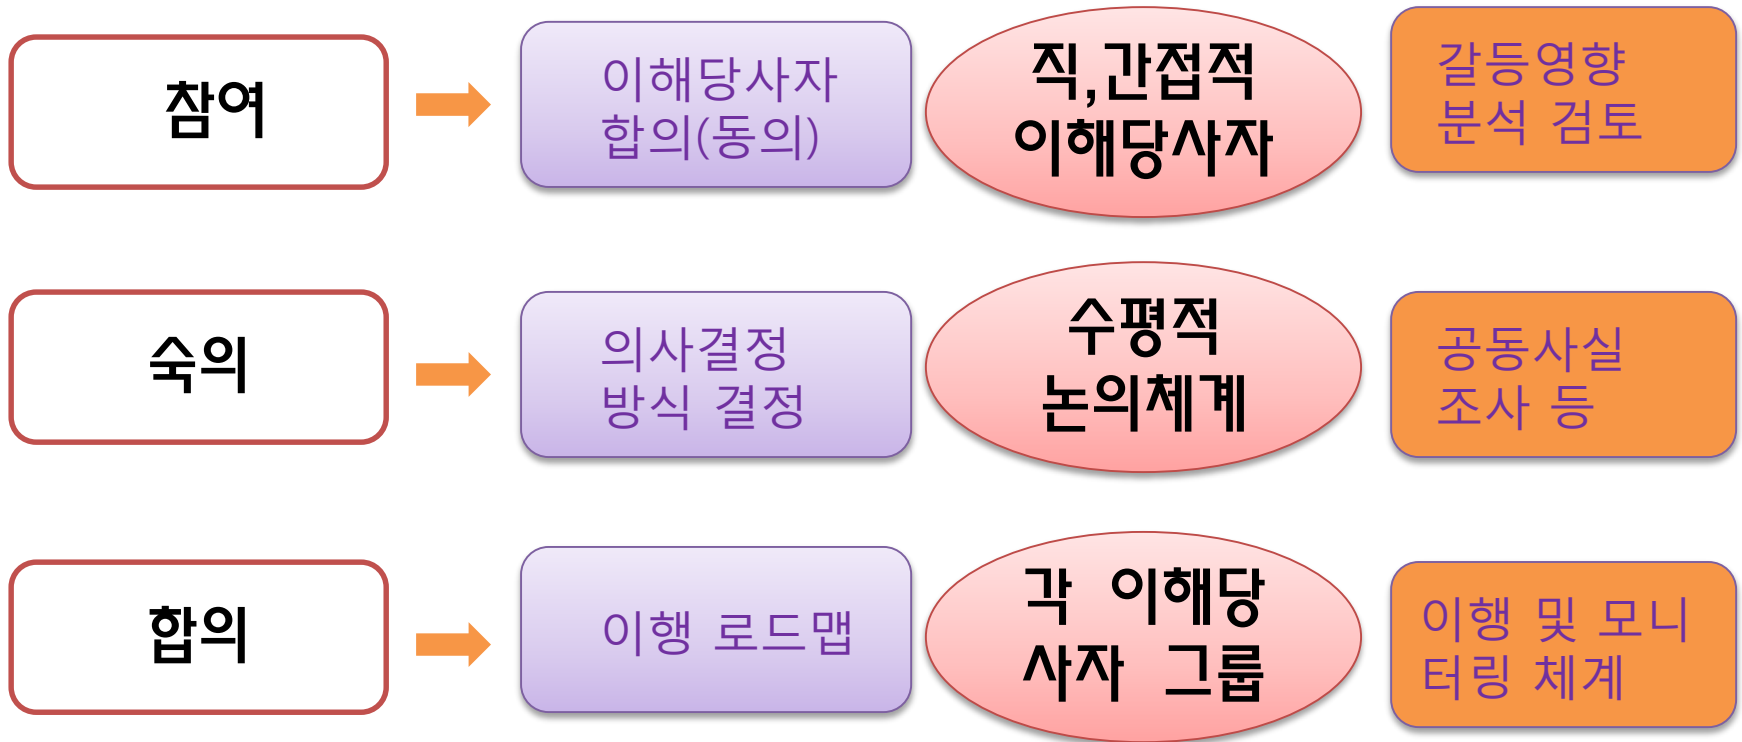 참여
이해당사자
합의(동의)
직,간접적
이해당사자
갈등영향
분석 검토
숙의
의사결정
방식 결정
수평적
논의체계
공동사실
조사 등
합의
이행 로드맵
각 이해당
사자 그룹
이행 및 모니
터링 체계